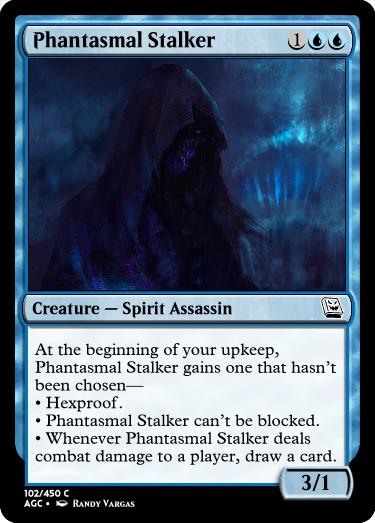 Phantasmal Stalker 1
Creature — Spirit Assassin
At the beginning of your upkeep,
Phantasmal Stalker gains one that hasn't
been chosen—
• Hexproof.
• Phantasmal Stalker can't be blocked.
• Whenever Phantasmal Stalker deals
combat damage to a player, draw a card.
3/1
102/450 C
AGC • Randy Vargas